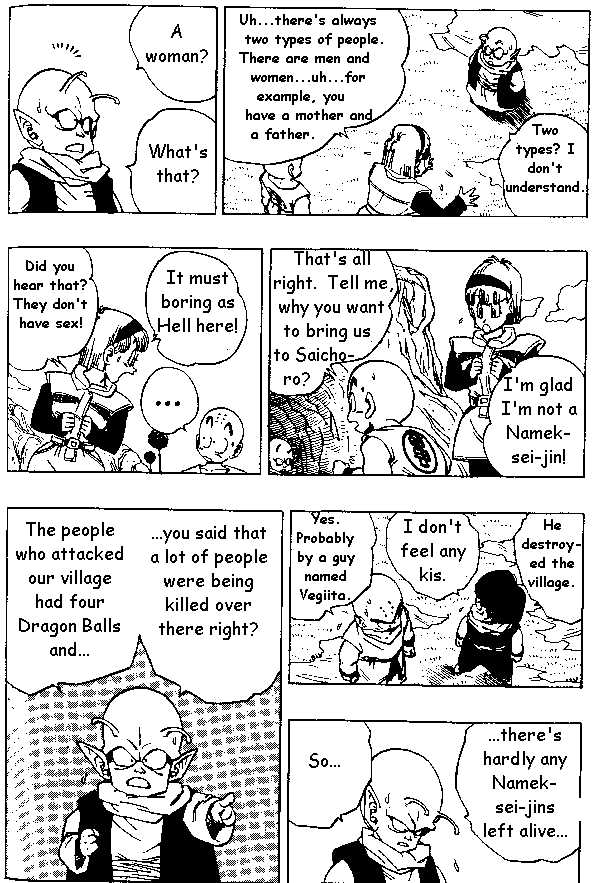 A
woman?
What's
that?
Uh...there's always
two types of people.
There are men and
women...uh...for
example, you
have a mother and
a father.
Two
types? I
don't
understand.
Did you
hear that?
They don't
have sex!
It must
boring as
Hell here!
...
That's all
right. Tell me,
why you want
to bring us
to Saicho-
ro?
I'm glad
I'm not a
Namek-
sei-jin!
The people
who attacked
our village
had four
Dragon Balls
and...
...you said that
a lot of people
were being
killed over
there right?
Yes.
Probably
by a guy
named
Vegiita.
I don't
feel any
kis.
He
destroy-
ed the
village.
So...
...there's
hardly any
Namek-
sei-jins
left alive...